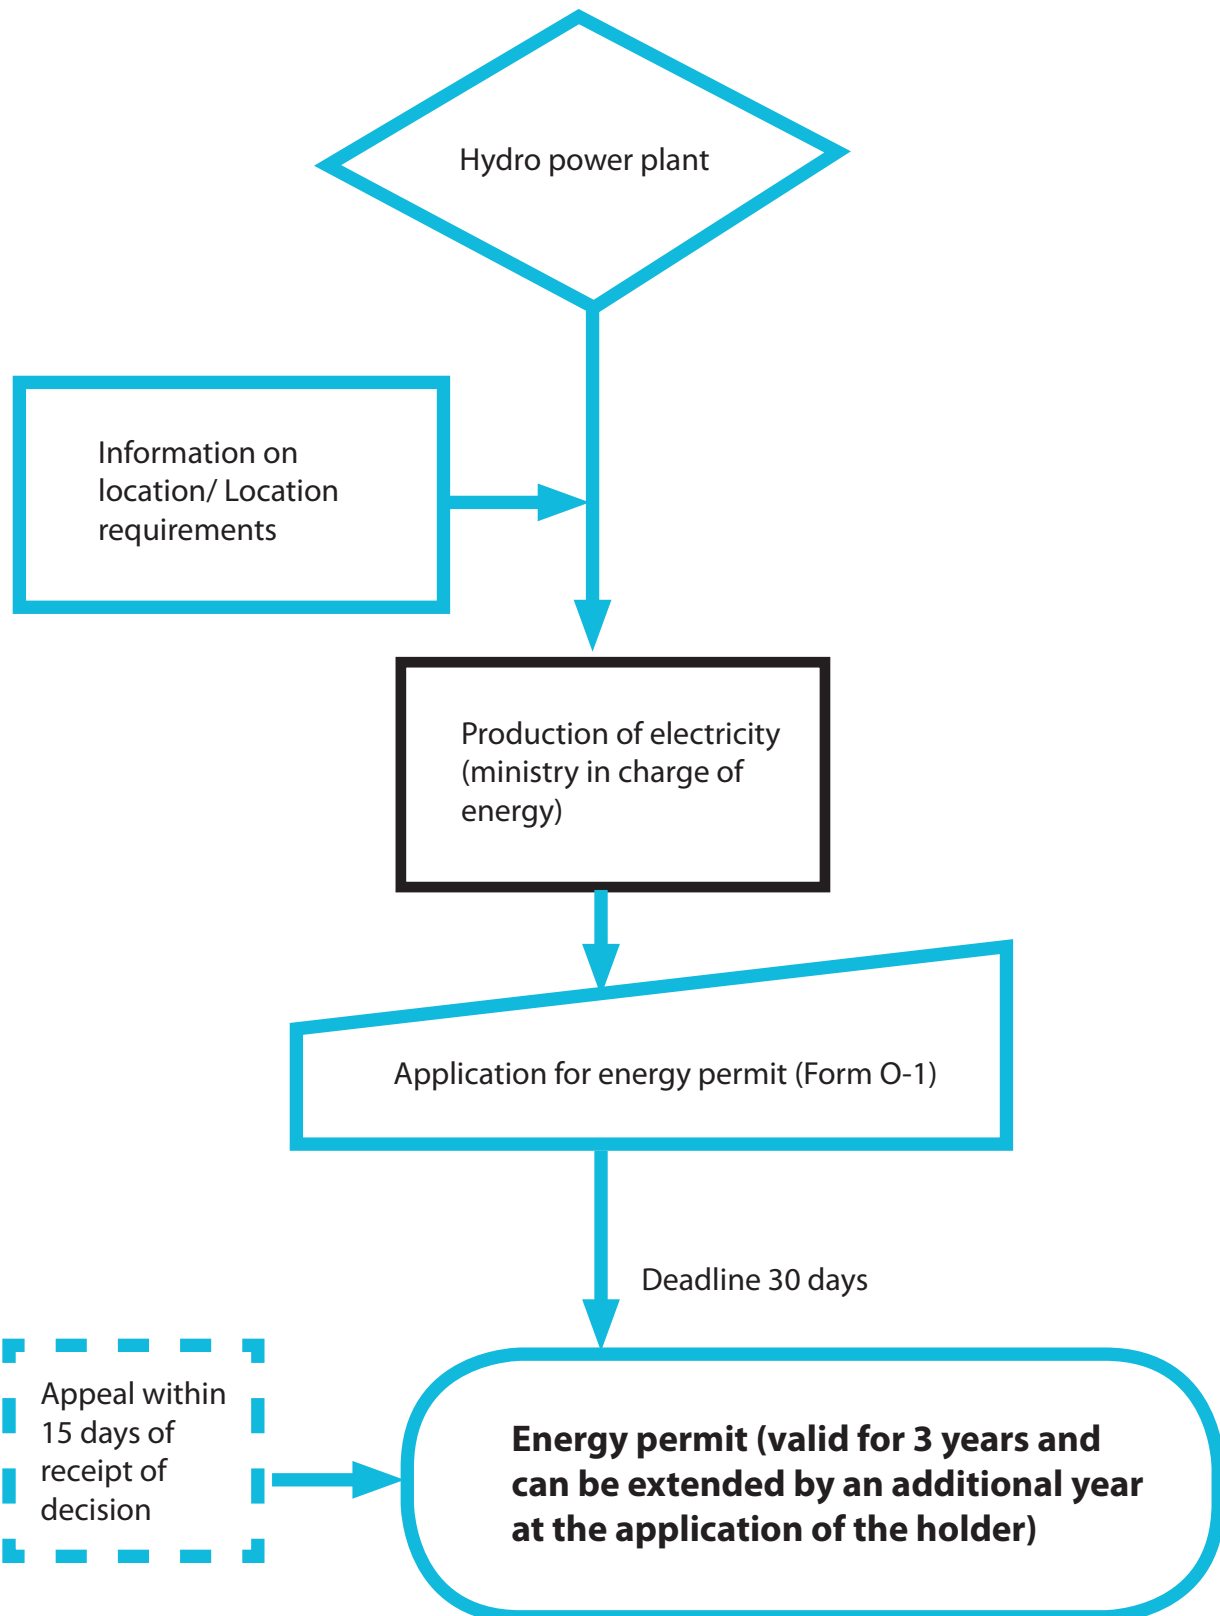 Hydro power plant
Information on
location/ Location
requirements
Production of electricity
(ministry in charge of
energy)
Application for energy permit (Form O-1)
Deadline 30 days
Appeal within
15 days of
receipt of
decision
Energy permit (valid for 3 years and
can be extended by an additional year
at the application of the holder)